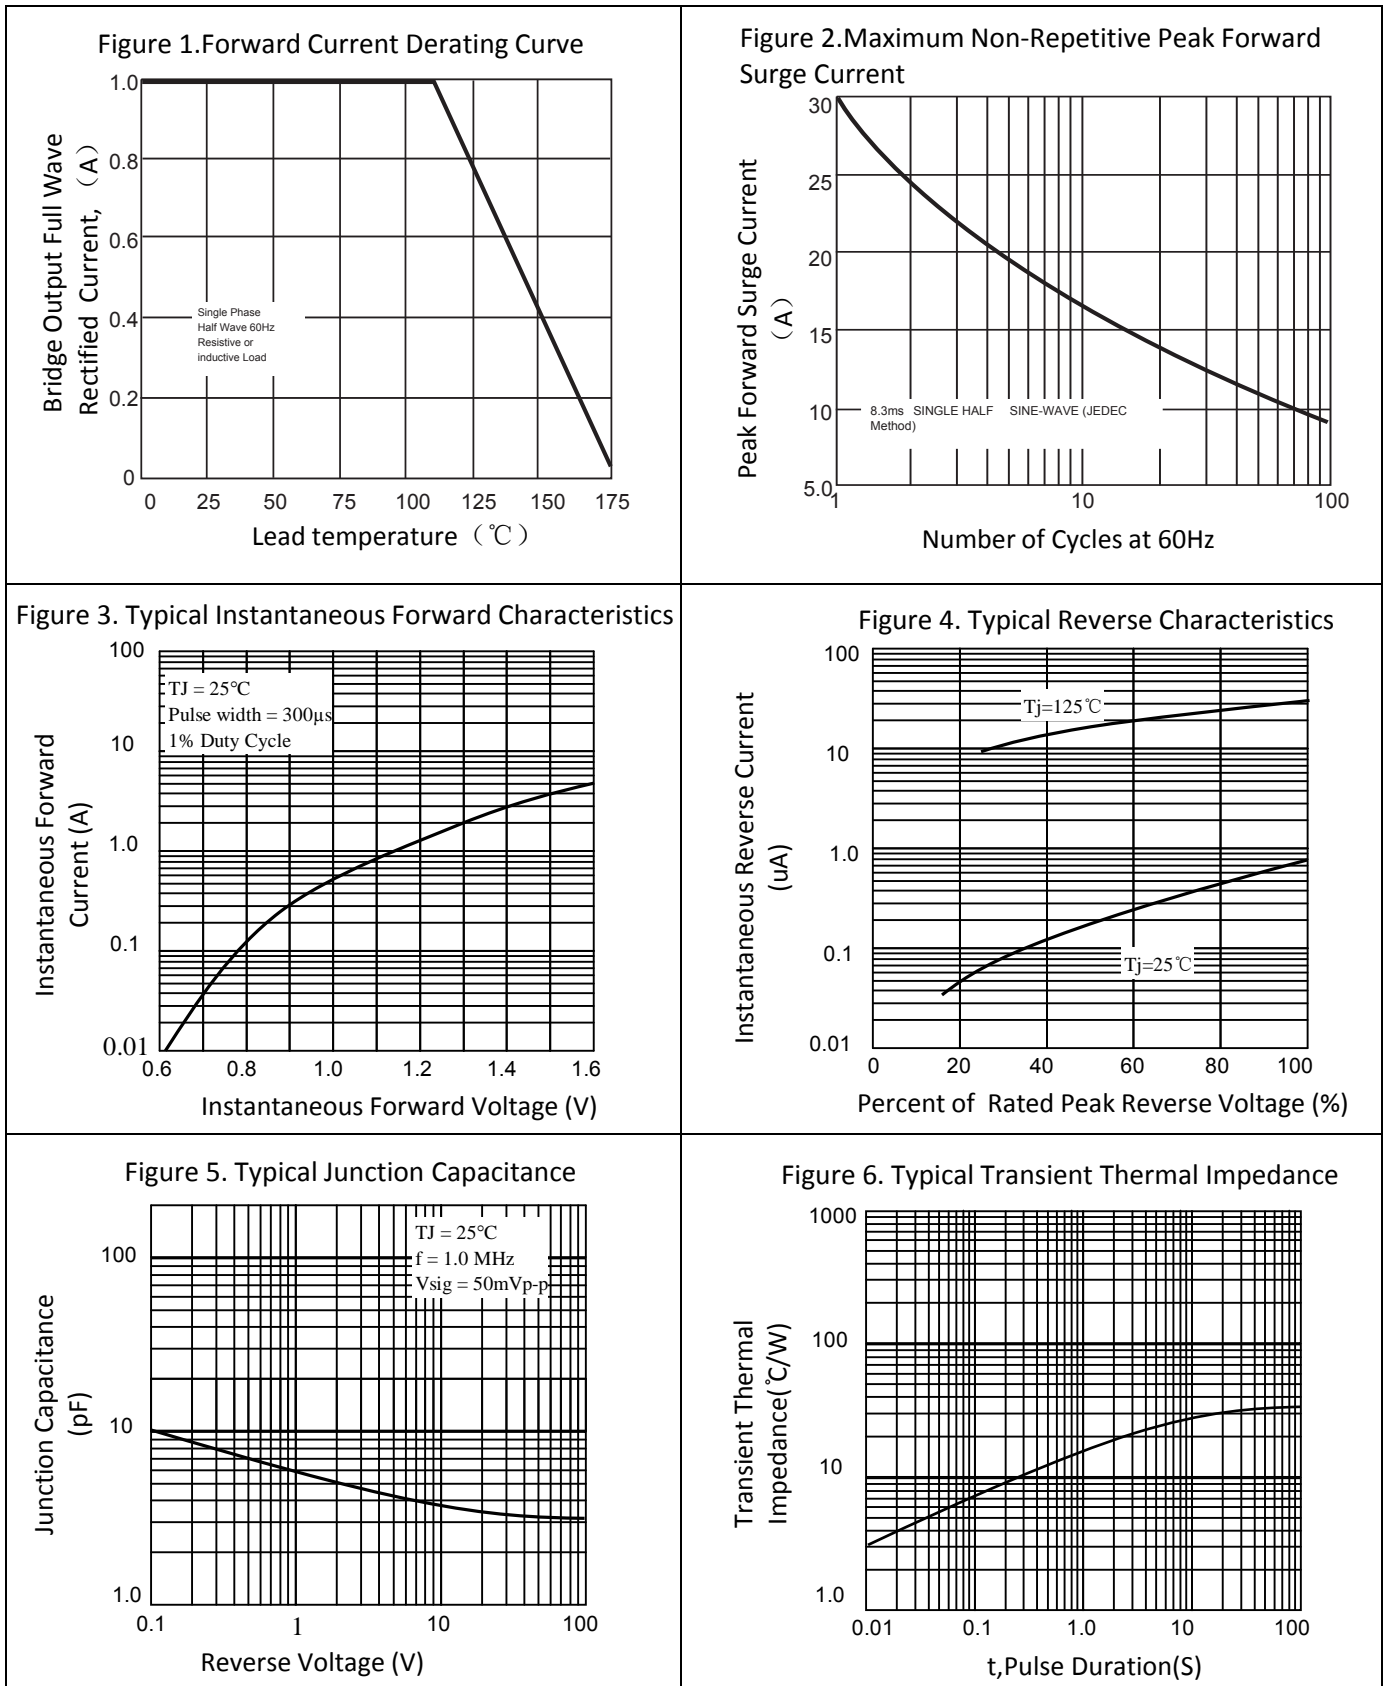 Figure 1.Forward Current Derating Curve
Bridge Output Full Wave
Rectified Current, （A）
1.0
0.8
0.6
0.4
0.2
0
Single Phase
Half Wave 60Hz
Resistive or
inductive Load
0 25 50 75 100 125 150 175
Lead temperature （℃）
Figure 2.Maximum Non-Repetitive Peak Forward
Surge Current
Peak Forward Surge Current
（A）
30
25
20
15
10
5.0
8.3ms SINGLE HALF SINE-WAVE (JEDEC
Method)
1 10 100
Number of Cycles at 60Hz
Figure 3. Typical Instantaneous Forward Characteristics
Instantaneous Forward
Current (A)
100
10
1.0
0.1
0.01
TJ = 25℃
Pulse width = 300μs
1% Duty Cycle
0.6 0.8 1.0 1.2 1.4 1.6
Instantaneous Forward Voltage (V)
Figure 4. Typical Reverse Characteristics
Instantaneous Reverse Current
(uA)
100
10
1.0
0.1
0.01
Tj=125℃
Tj=25℃
0 20 40 60 80 100
Percent of Rated Peak Reverse Voltage (%)
Figure 5. Typical Junction Capacitance
Junction Capacitance
(pF)
100
10
1.0
TJ = 25℃
f = 1.0 MHz
Vsig = 50mVp-p
0.1 1 10 100
Reverse Voltage (V)
Figure 6. Typical Transient Thermal Impedance
Transient Thermal
Impedance(℃/W)
1000
100
10
1.0
0.01 0.1 1.0 10 100
t,Pulse Duration(S)